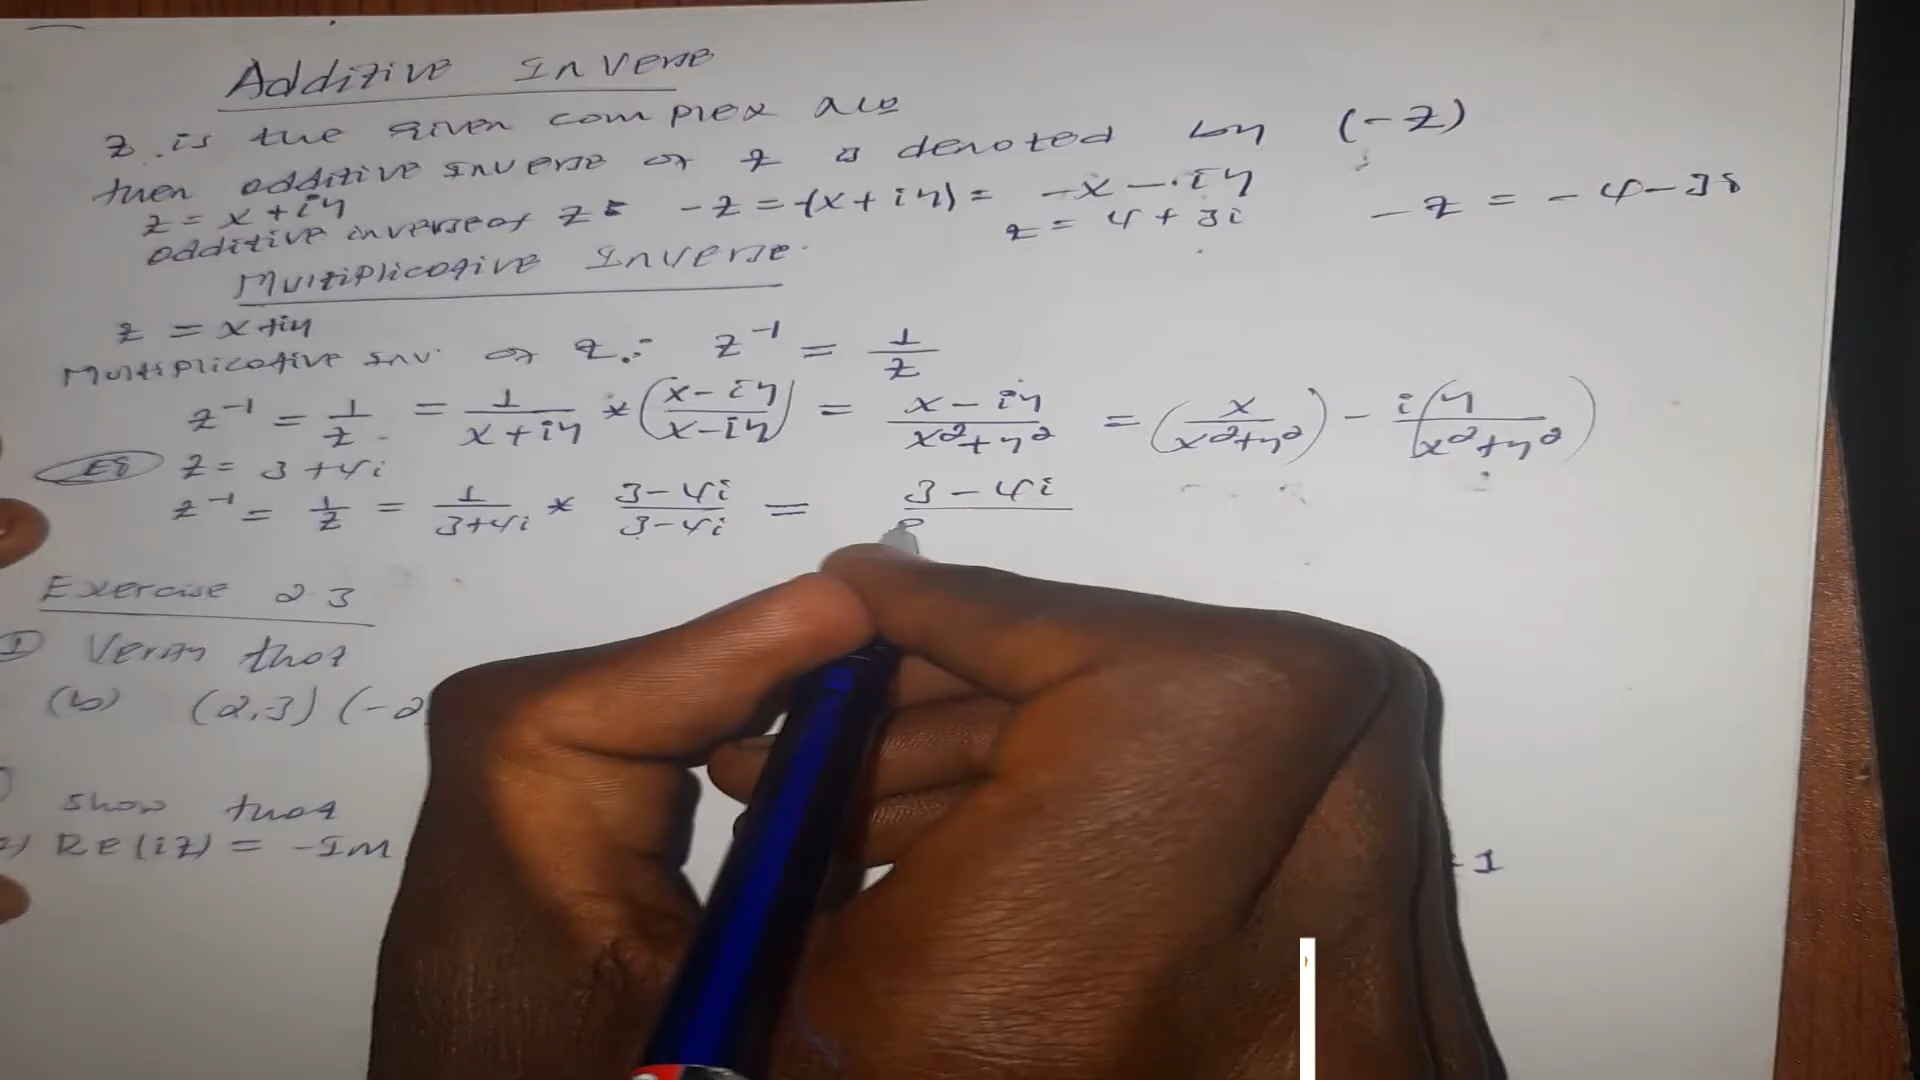 Additive Inverse
z is the given complex no
then additive inverse of z is denoted by (-z)
z = x + iy
additive inverse of z = -z = -(x + iy) = -x - iy
z = 4 + 3i
-z = -4 - 3i
Multiplicative Inverse
z = x + iy
Multiplicative inv. of z: z⁻¹ = 1/z
z⁻¹ = 1/z = 1/(x + iy) * ((x - iy)/(x - iy)) = (x - iy)/(x² + y²) = (x/(x² + y²)) - i(y/(x² + y²))
Eg z = 3 + 4i
z⁻¹ = 1/z = 1/(3+4i) * (3-4i)/(3-4i) = 3 - 4i
Exercise 2.3
1 Verify that
(b) (2,3) (-2
Show that
Re(iz) = -Im
1